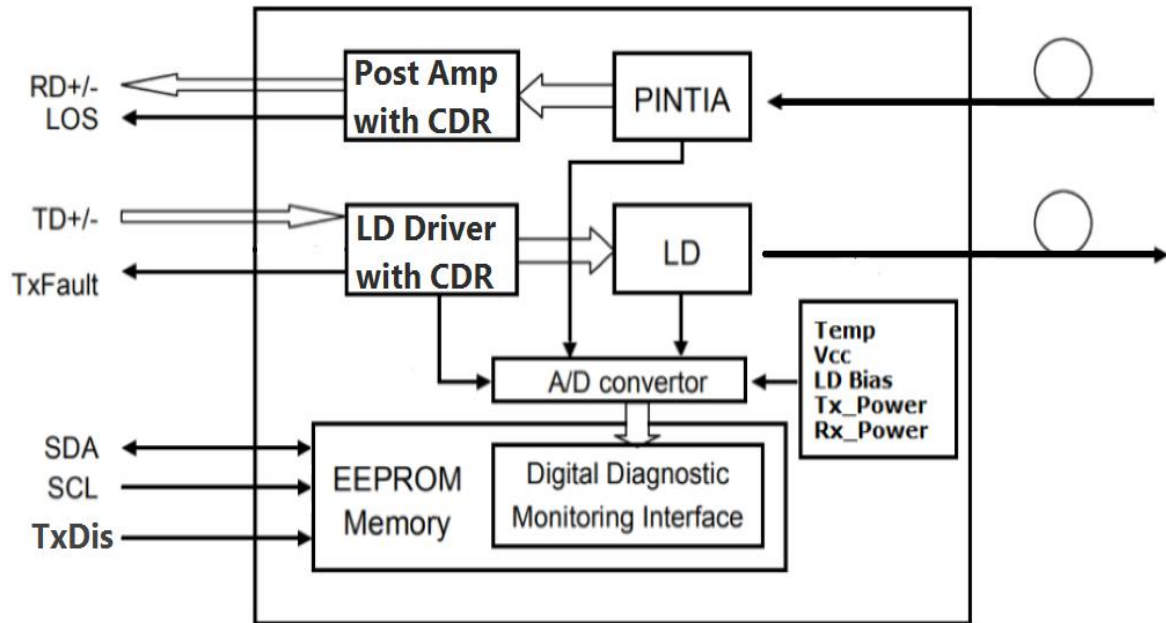 RD+/-
LOS
Post Amp
with CDR
PINTIA
TD+/-
TxFault
LD Driver
with CDR
LD
Temp
Vcc
LD Bias
Tx_Power
Rx_Power
A/D convertor
SDA
SCL
TxDis
EEPROM
Memory
Digital Diagnostic
Monitoring Interface